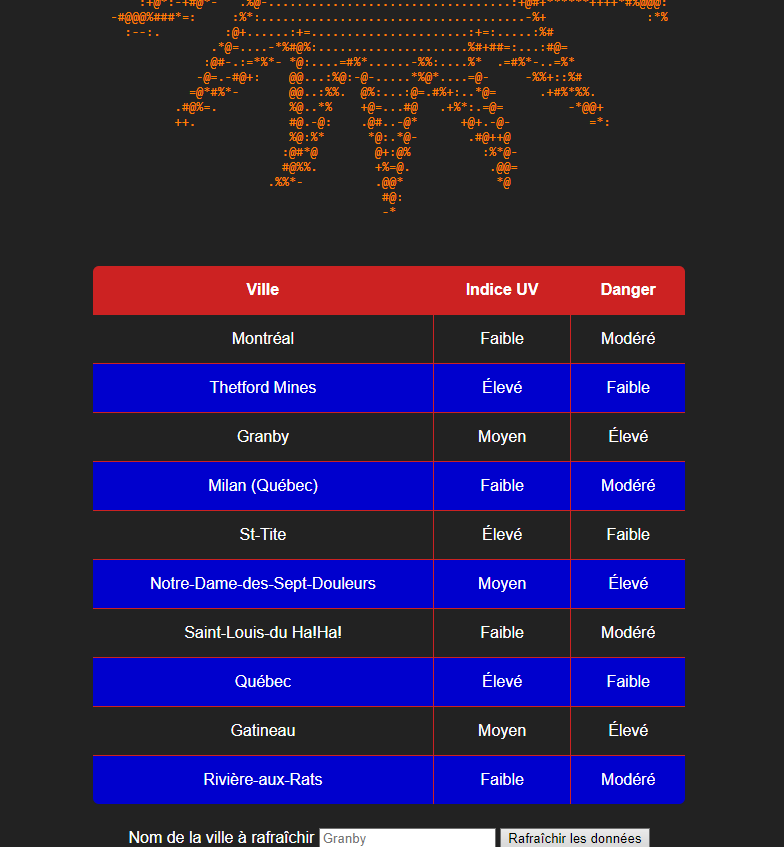 Ville Indice UV Danger
Montréal Faible Modéré
Thetford Mines Élevé Faible
Granby Moyen Élevé
Milan (Québec) Faible Modéré
St-Tite Élevé Faible
Notre-Dame-des-Sept-Douleurs Moyen Élevé
Saint-Louis-du Ha!Ha! Faible Modéré
Québec Élevé Faible
Gatineau Moyen Élevé
Rivière-aux-Rats Faible Modéré
Nom de la ville à rafraîchir Granby Rafraîchir les données